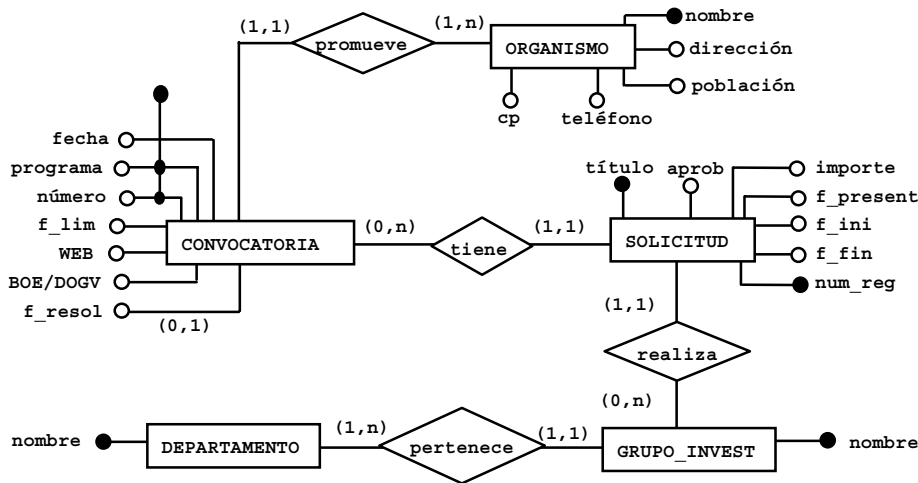 (1,1)
promueve
(1,n)
ORGANISMO
nombre
dirección
población
cp
teléfono
fecha
programa
número
f_lim
WEB
BOE/DOGV
f_resol
(0,1)
CONVOCATORIA
(0,n)
tiene
(1,1)
título
aprob
SOLICITUD
importe
f_present
f_ini
f_fin
num_reg
(1,1)
realiza
(0,n)
nombre
DEPARTAMENTO
(1,n)
pertenece
(1,1)
GRUPO_INVEST
nombre